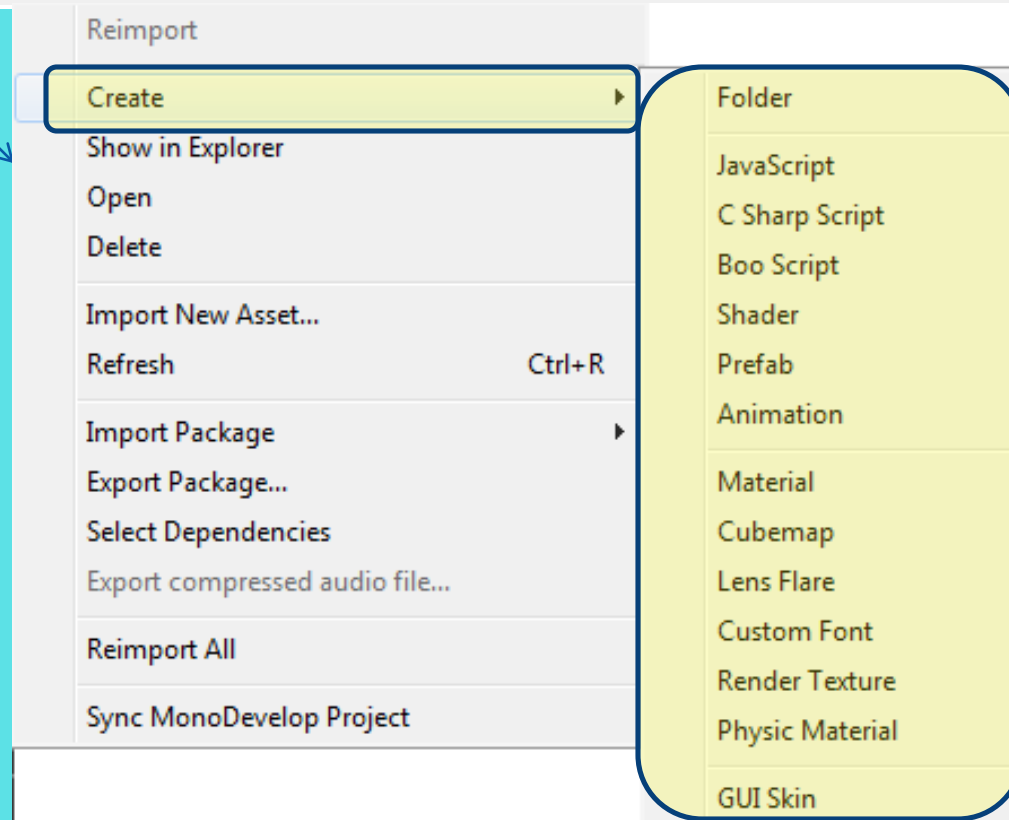 Reimport
Create
Show in Explorer
Open
Delete
Import New Asset...
Refresh Ctrl+R
Import Package
Export Package...
Select Dependencies
Export compressed audio file...
Reimport All
Sync MonoDevelop Project
Folder
JavaScript
C Sharp Script
Boo Script
Shader
Prefab
Animation
Material
Cubemap
Lens Flare
Custom Font
Render Texture
Physic Material
GUI Skin